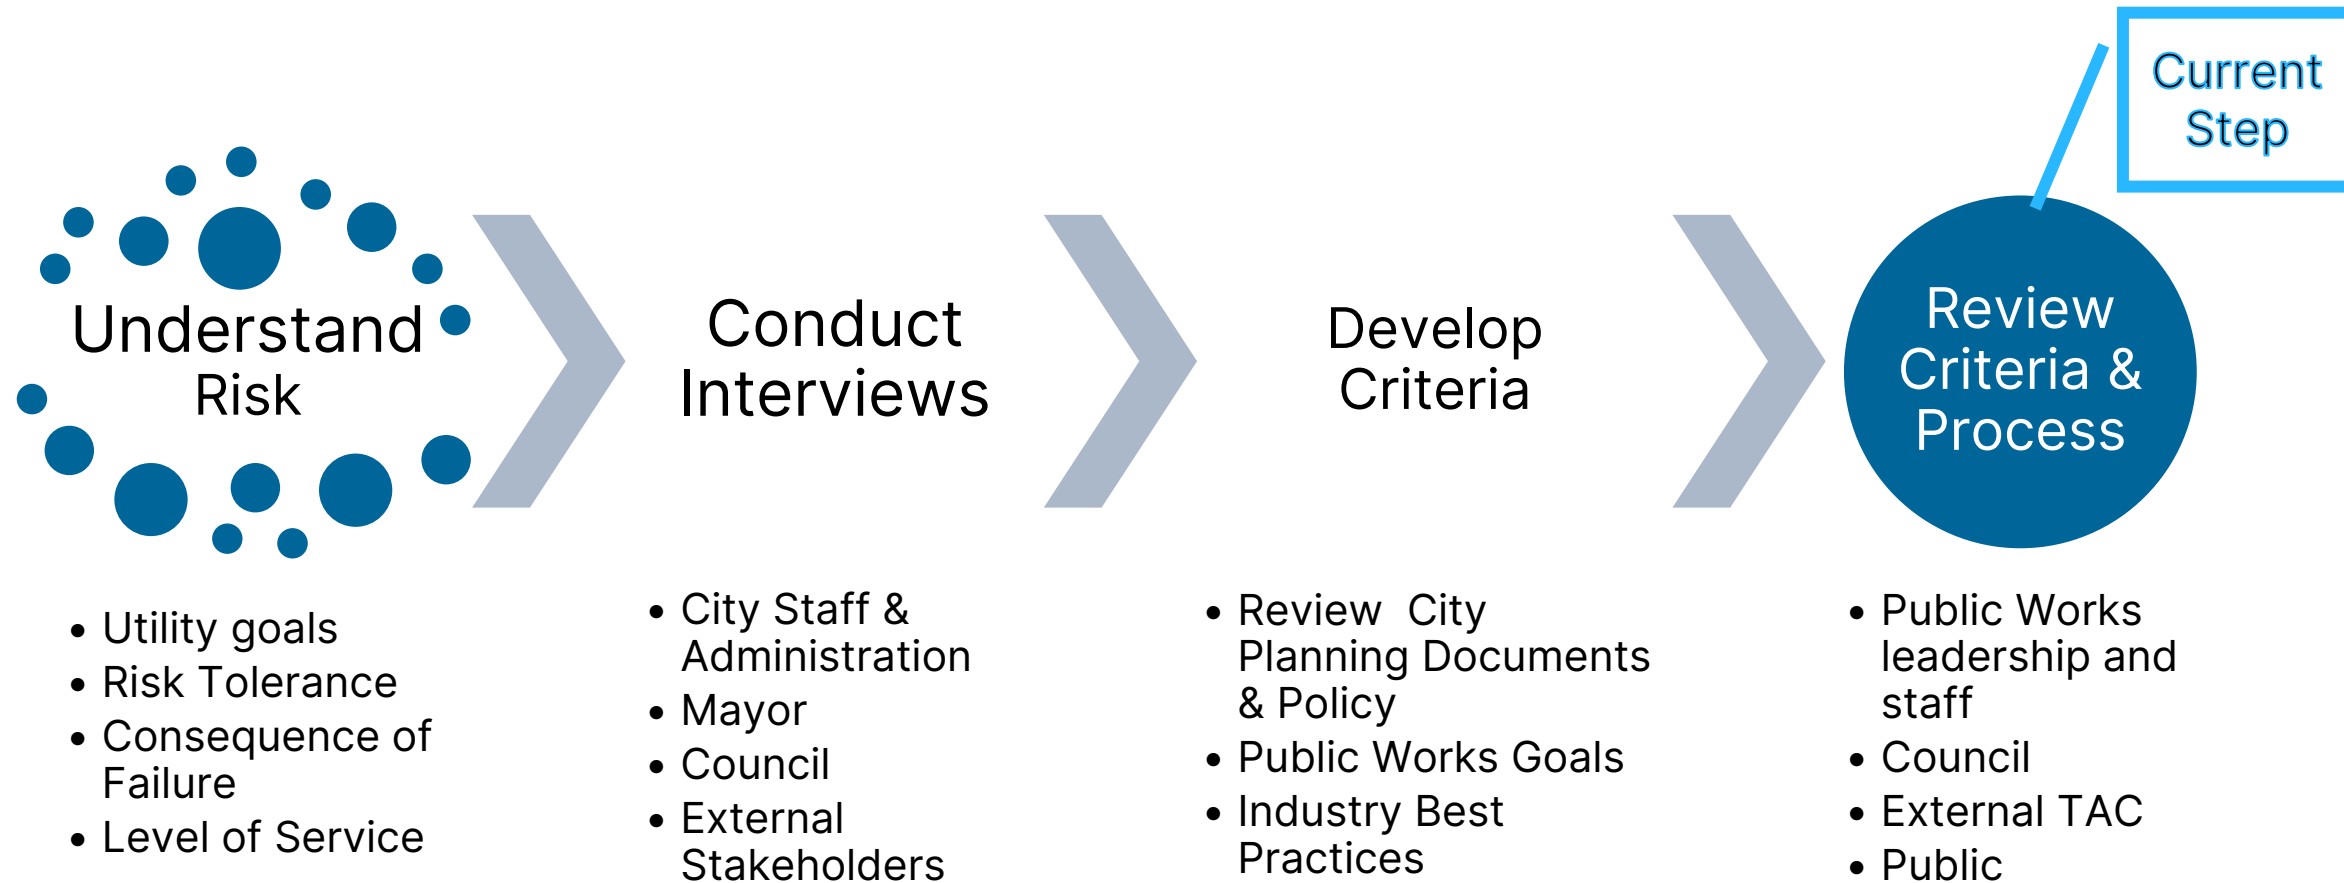 Current
Step
Understand
Risk
Conduct
Interviews
Develop
Criteria
Review
Criteria &
Process
• Utility goals
• Risk Tolerance
• Consequence of
Failure
• Level of Service
• City Staff &
Administration
• Mayor
• Council
• External
Stakeholders
• Review  City
Planning Documents
& Policy
• Public Works Goals
• Industry Best
Practices
• Public Works
leadership and
staff
• Council
• External TAC
• Public